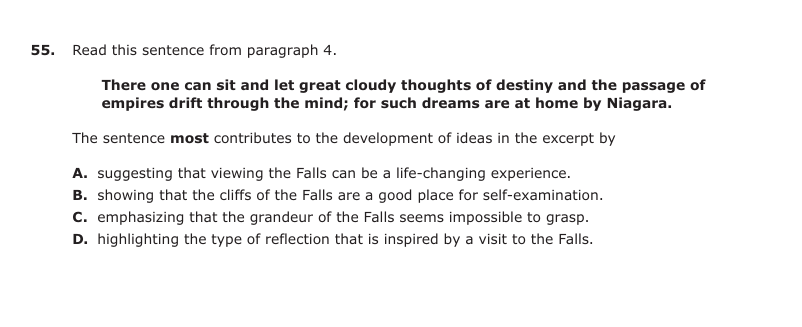 55. Read this sentence from paragraph 4.
There one can sit and let great cloudy thoughts of destiny and the passage of
empires drift through the mind; for such dreams are at home by Niagara.
The sentence most contributes to the development of ideas in the excerpt by
A. suggesting that viewing the Falls can be a life-changing experience.
B. showing that the cliffs of the Falls are a good place for self-examination.
C. emphasizing that the grandeur of the Falls seems impossible to grasp.
D. highlighting the type of reflection that is inspired by a visit to the Falls.